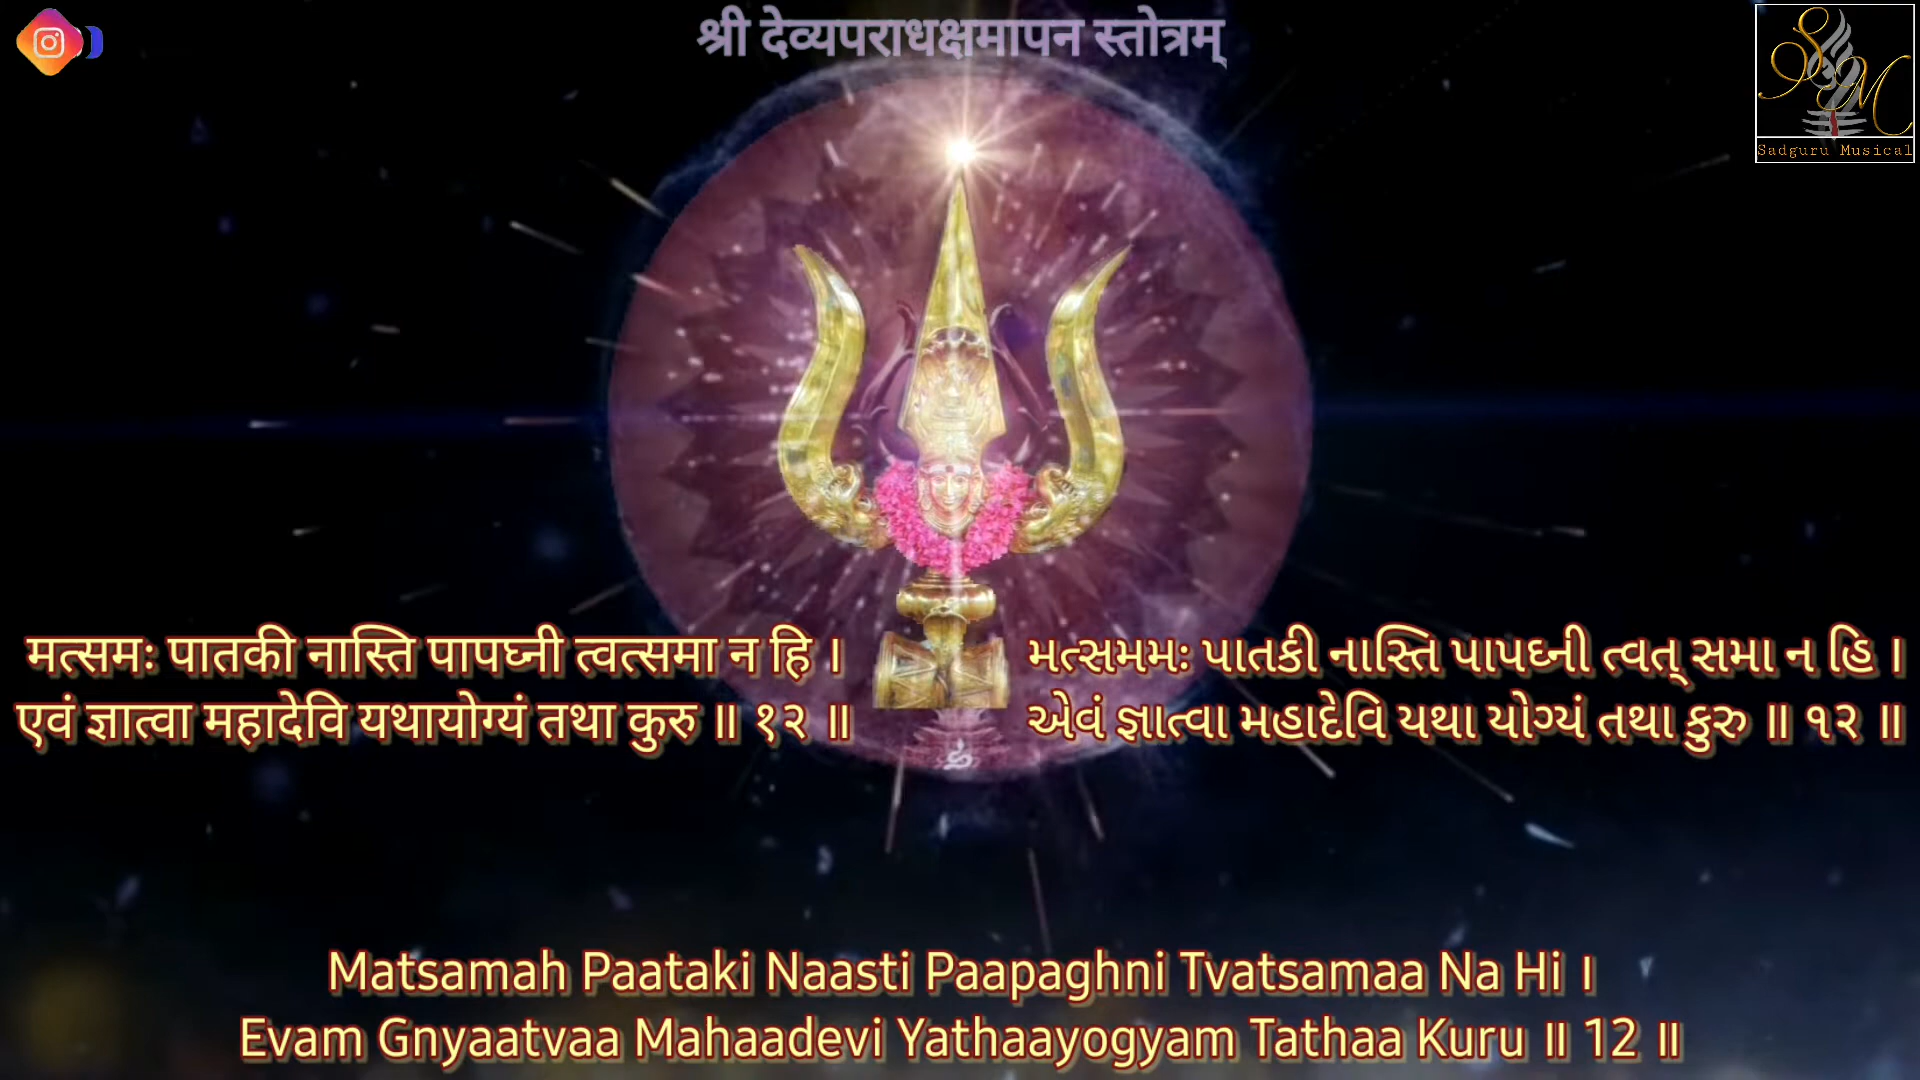 श्री देव्यपराधक्षमापन स्तोत्रम्
Sadguru Musical
मत्समः पातकी नास्ति पापघ्नी त्वत्समा न हि ।
एवं ज्ञात्वा महादेवि यथायोग्यं तथा कुरु ॥ १२ ॥
મત્સમમઃ પાતકી નાસ્તિ પાપઘ્ની ત્વત્ સમા ન હિ ।
એવં જ્ઞાત્વા મહાદેવિ યથા યોગ્યં તથા કુરુ ॥ ૧૨ ॥
Matsamah Paataki Naasti Paapaghni Tvatsamaa Na Hi ।
Evam Gnyaatvaa Mahaadevi Yathaayogyam Tathaa Kuru ॥ 12 ॥